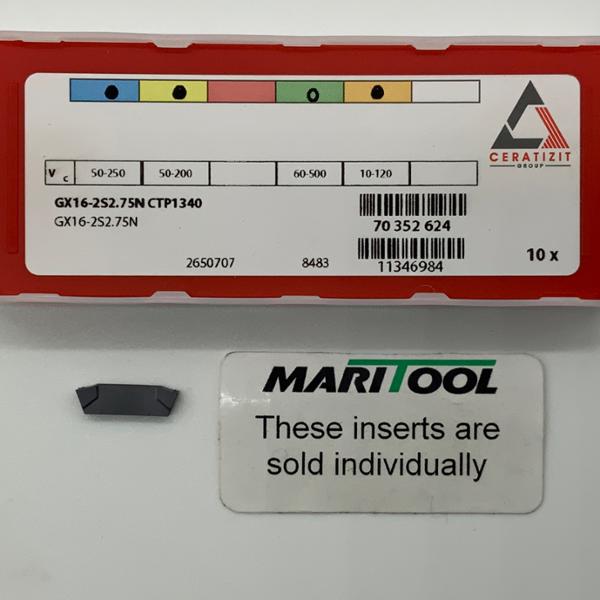 CERATIZIT
GROUP
Vc 50-250 50-200 60-500 10-120
GX16-2S2.75N CTP1340
GX16-2S2.75N
70 352 624
2650707 8483 11346984
10 x
MARITOOL
These inserts are
sold individually